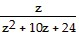 z
z² + 10z + 24